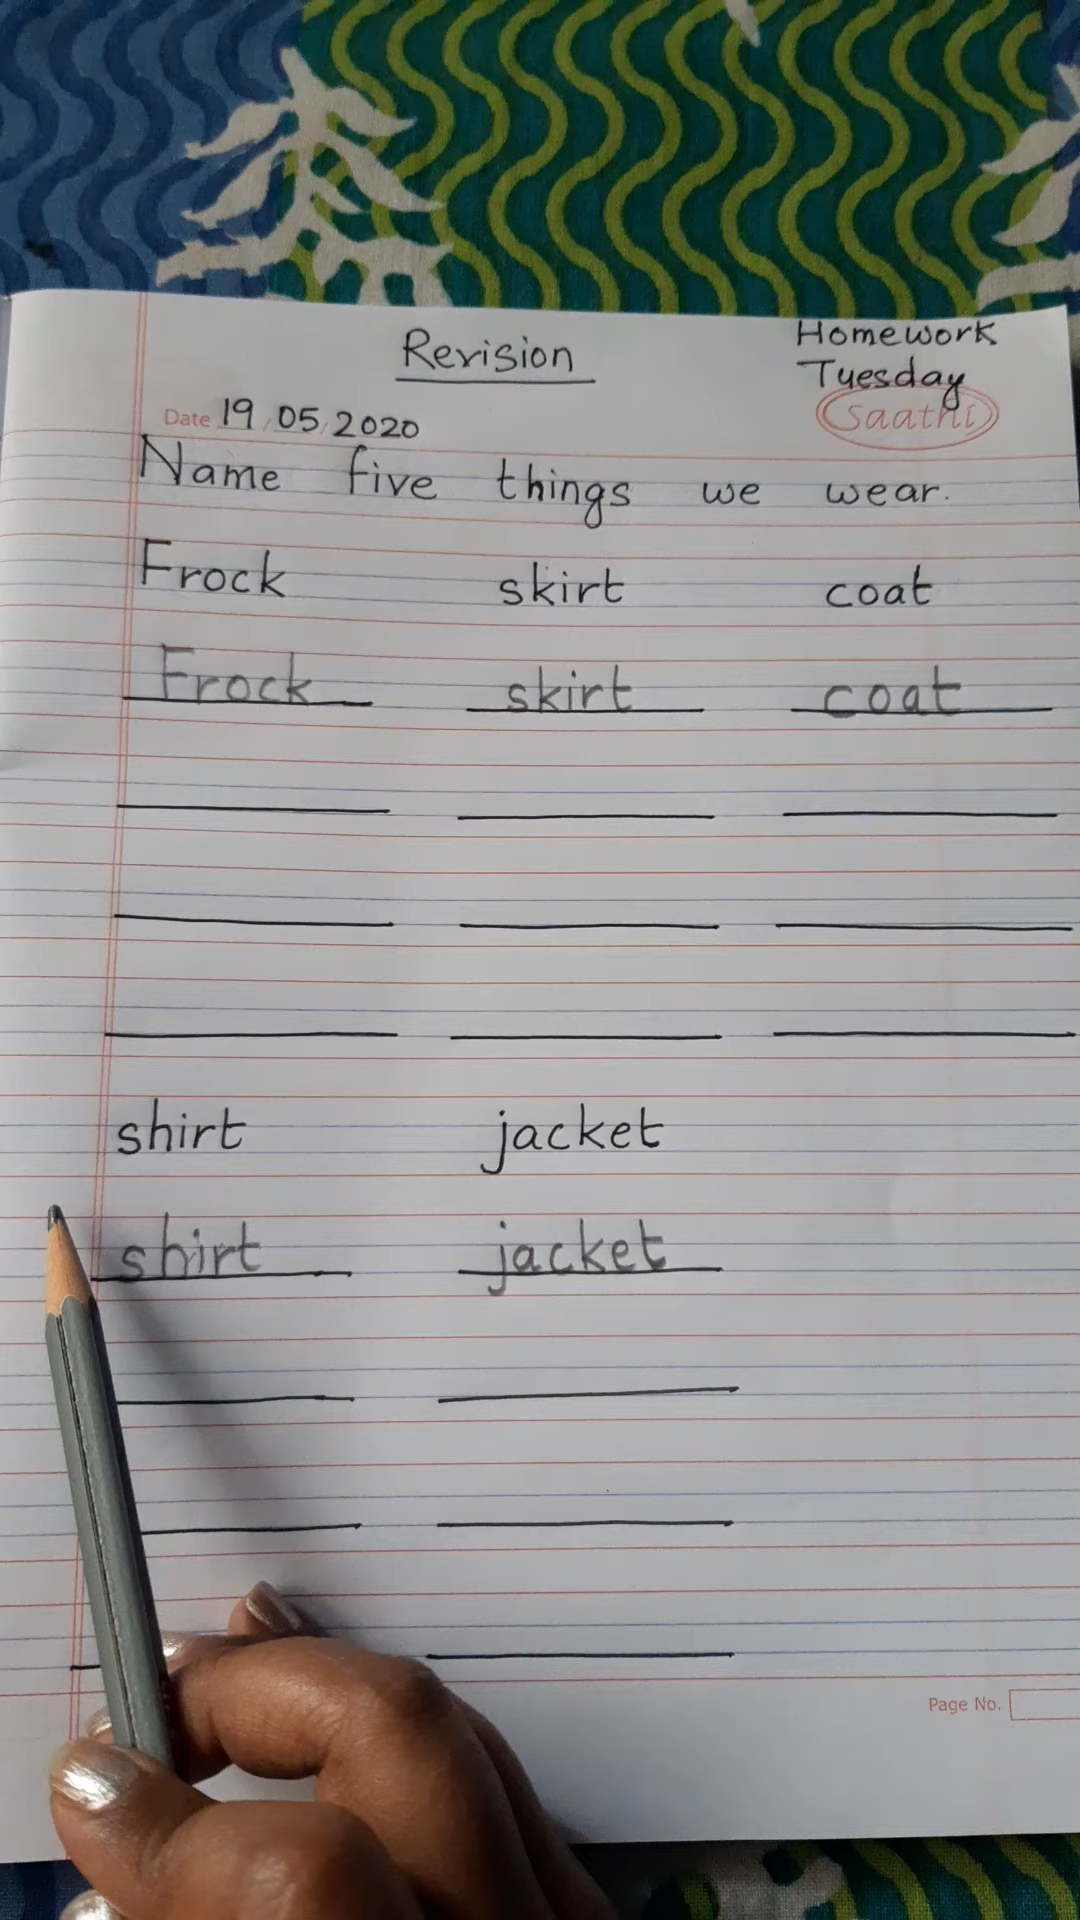 Homework
Revision
Tuesday
Saathi
Date 19/05/2020
Name five things we wear.
Frock skirt coat
Frock skirt coat
shirt jacket
shirt jacket
Page No.